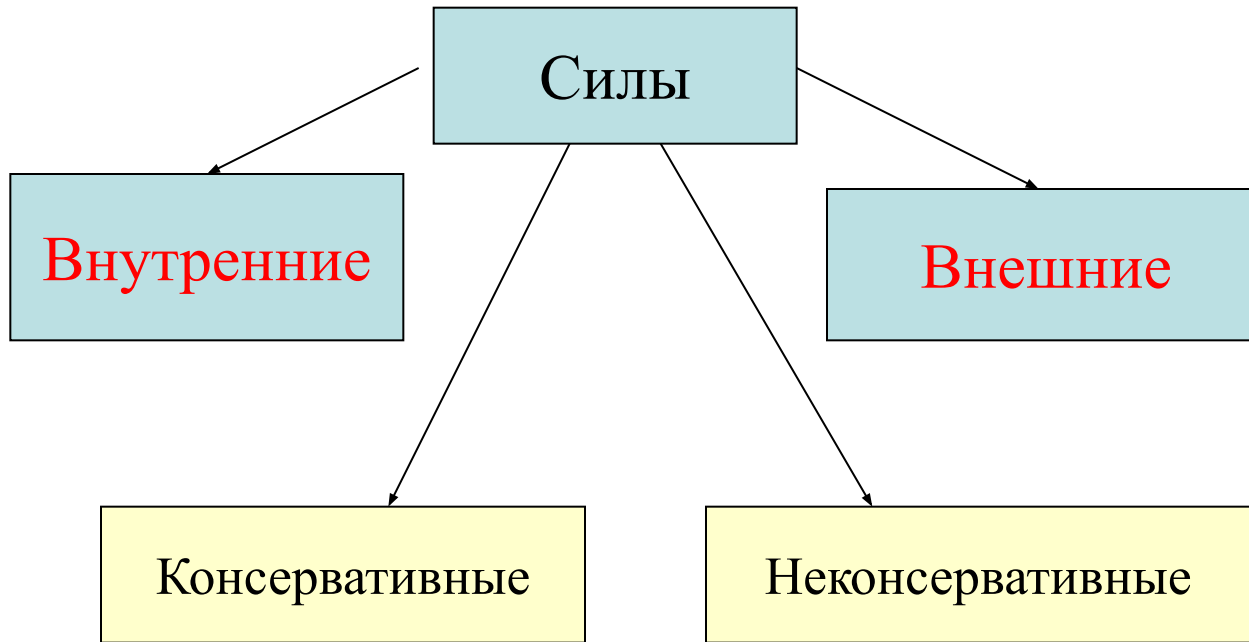 Силы
Внутренние
Внешние
Консервативные
Неконсервативные